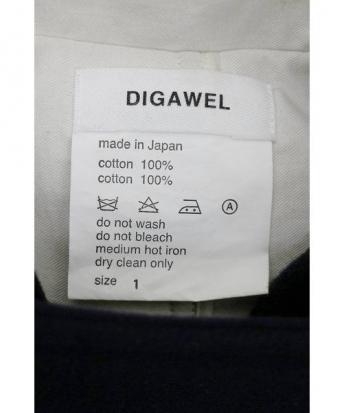 DIGAWEL
made in Japan
cotton 100%
cotton 100%
A
do not wash
do not bleach
medium hot iron
dry clean only
size 1